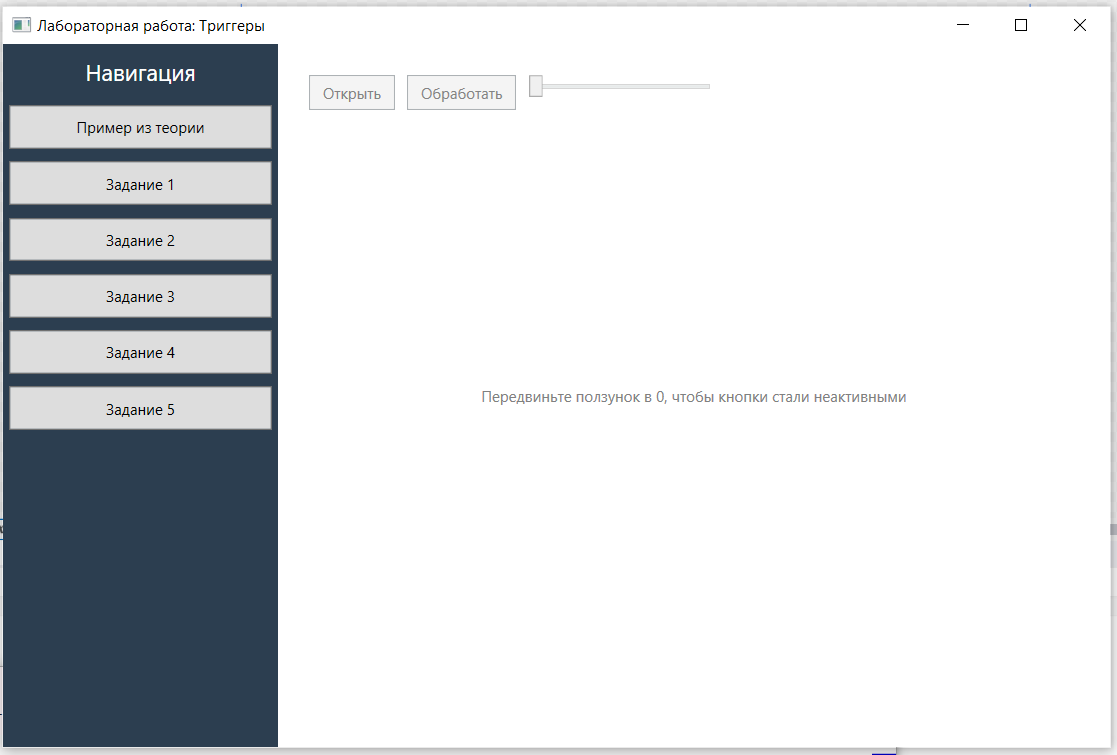 Лабораторная работа: Триггеры
Навигация
Пример из теории
Задание 1
Задание 2
Задание 3
Задание 4
Задание 5
Открыть
Обработать
Передвиньте ползунок в 0, чтобы кнопки стали неактивными